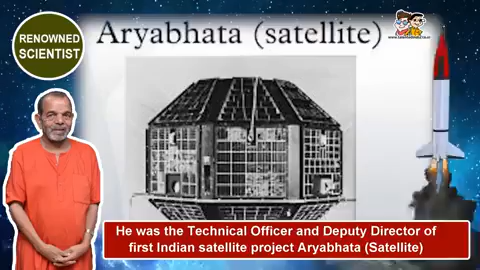 RENOWNED
SCIENTIST
Aryabhata (satellite)
He was the Technical Officer and Deputy Director of
first Indian satellite project Aryabhata (Satellite)